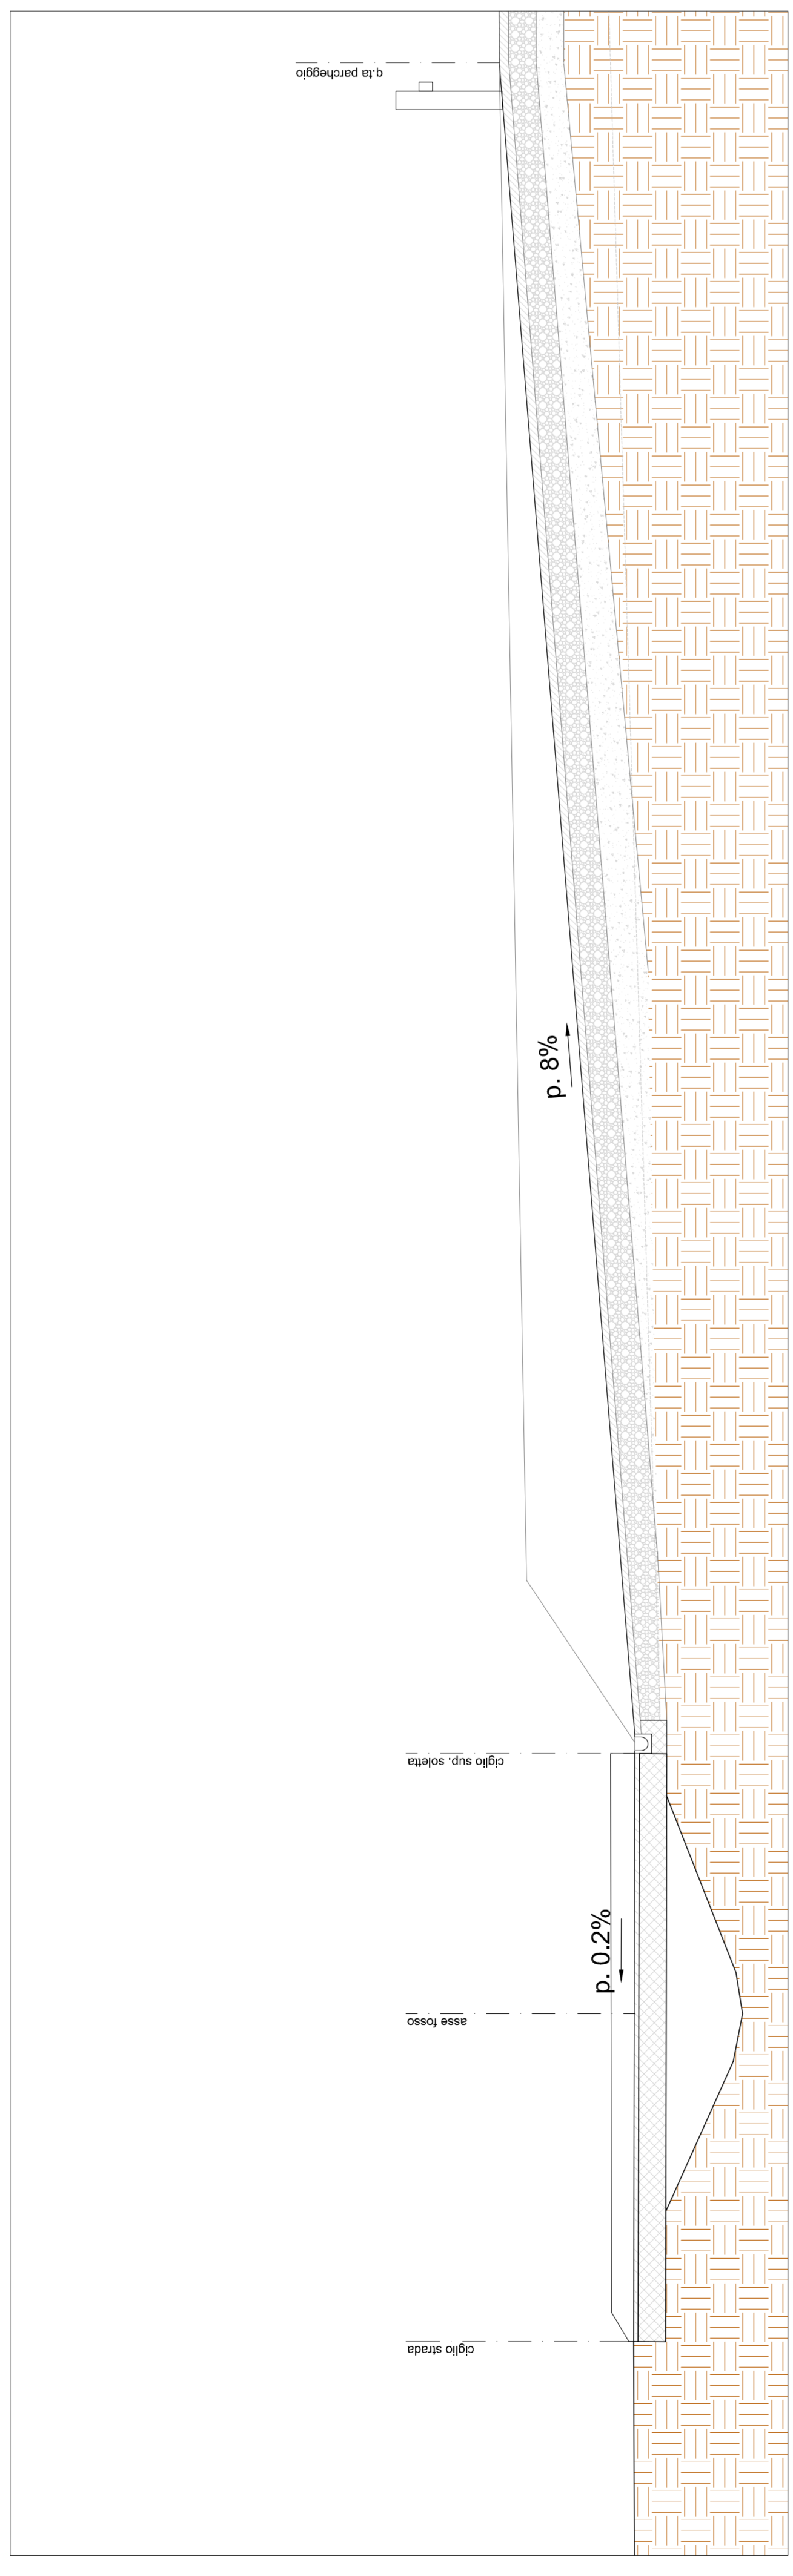 q.ta parcheggio
p. 8%
ciglio sup. soletta
p. 0.2%
asse fosso
ciglio strada